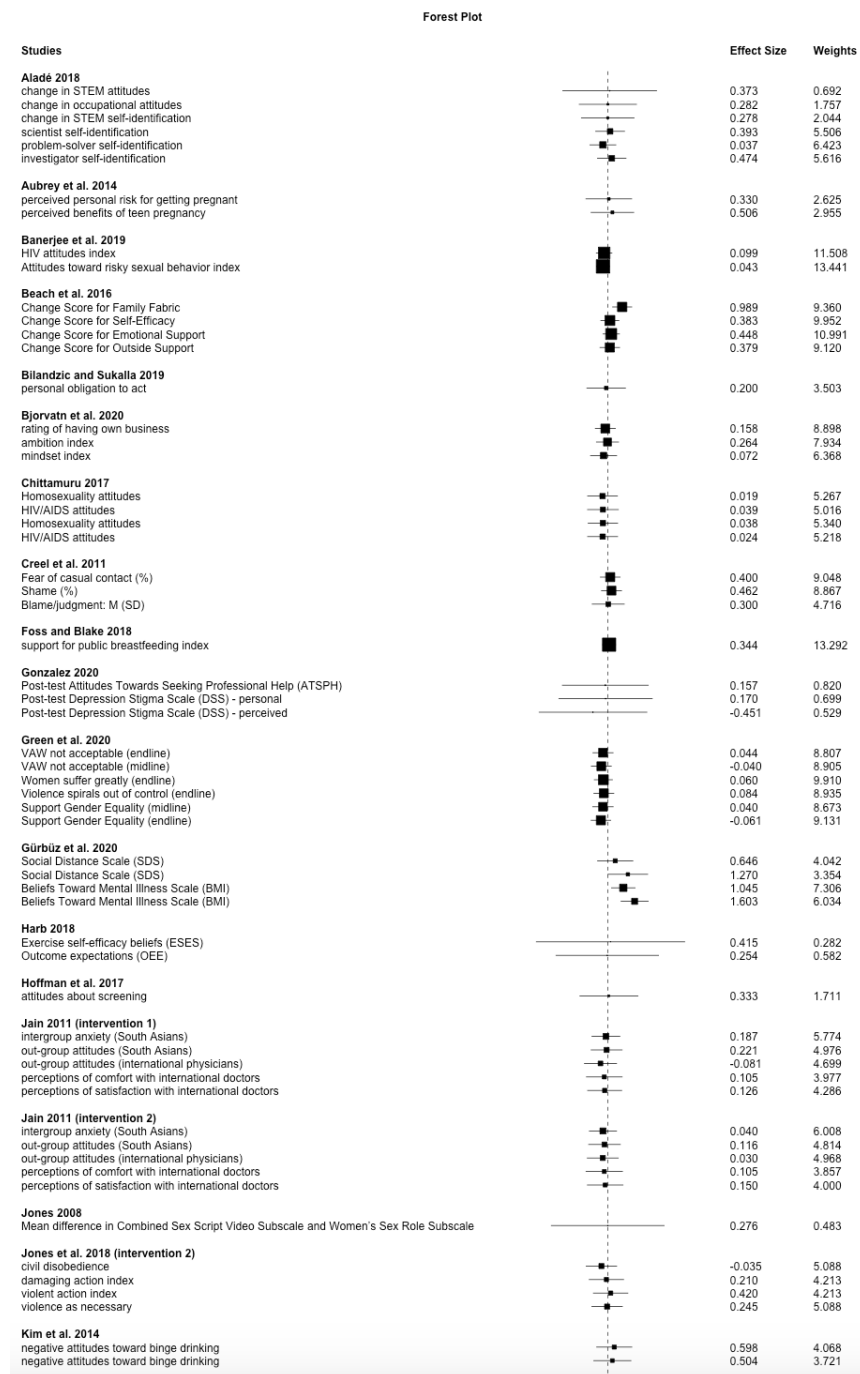 Forest Plot
Studies Effect Size Weights
Aladé 2018
change in STEM attitudes 0.373 0.692
change in occupational attitudes 0.282 1.757
change in STEM self-identification 0.278 2.044
scientist self-identification 0.393 5.506
problem-solver self-identification 0.037 6.423
investigator self-identification 0.474 5.616
Aubrey et al. 2014
perceived personal risk for getting pregnant 0.330 2.625
perceived benefits of teen pregnancy 0.506 2.955
Banerjee et al. 2019
HIV attitudes index 0.099 11.508
Attitudes toward risky sexual behavior index 0.043 13.441
Beach et al. 2016
Change Score for Family Fabric 0.989 9.360
Change Score for Self-Efficacy 0.383 9.952
Change Score for Emotional Support 0.448 10.991
Change Score for Outside Support 0.379 9.120
Bilandzic and Sukalla 2019
personal obligation to act 0.200 3.503
Bjorvatn et al. 2020
rating of having own business 0.158 8.898
ambition index 0.264 7.934
mindset index 0.072 6.368
Chittamuru 2017
Homosexuality attitudes 0.019 5.267
HIV/AIDS attitudes 0.039 5.016
Homosexuality attitudes 0.038 5.340
HIV/AIDS attitudes 0.024 5.218
Creel et al. 2011
Fear of casual contact (%) 0.400 9.048
Shame (%) 0.462 8.867
Blame/judgment: M (SD) 0.300 4.716
Foss and Blake 2018
support for public breastfeeding index 0.344 13.292
Gonzalez 2020
Post-test Attitudes Towards Seeking Professional Help (ATSPH) 0.157 0.820
Post-test Depression Stigma Scale (DSS) - personal 0.170 0.699
Post-test Depression Stigma Scale (DSS) - perceived -0.451 0.529
Green et al. 2020
VAW not acceptable (endline) 0.044 8.807
VAW not acceptable (midline) -0.040 8.905
Women suffer greatly (endline) 0.060 9.910
Violence spirals out of control (endline) 0.084 8.935
Support Gender Equality (midline) 0.040 8.673
Support Gender Equality (endline) -0.061 9.131
Gürbüz et al. 2020
Social Distance Scale (SDS) 0.646 4.042
Social Distance Scale (SDS) 1.270 3.354
Beliefs Toward Mental Illness Scale (BMI) 1.045 7.306
Beliefs Toward Mental Illness Scale (BMI) 1.603 6.034
Harb 2018
Exercise self-efficacy beliefs (ESES) 0.415 0.282
Outcome expectations (OEE) 0.254 0.582
Hoffman et al. 2017
attitudes about screening 0.333 1.711
Jain 2011 (intervention 1)
intergroup anxiety (South Asians) 0.187 5.774
out-group attitudes (South Asians) 0.221 4.976
out-group attitudes (international physicians) -0.081 4.699
perceptions of comfort with international doctors 0.105 3.977
perceptions of satisfaction with international doctors 0.126 4.286
Jain 2011 (intervention 2)
intergroup anxiety (South Asians) 0.040 6.008
out-group attitudes (South Asians) 0.116 4.814
out-group attitudes (international physicians) 0.030 4.968
perceptions of comfort with international doctors 0.105 3.857
perceptions of satisfaction with international doctors 0.150 4.000
Jones 2008
Mean difference in Combined Sex Script Video Subscale and Women's Sex Role Subscale 0.276 0.483
Jones et al. 2018 (intervention 2)
civil disobedience -0.035 5.088
damaging action index 0.210 4.213
violent action index 0.420 4.213
violence as necessary 0.245 5.088
Kim et al. 2014
negative attitudes toward binge drinking 0.598 4.068
negative attitudes toward binge drinking 0.504 3.721